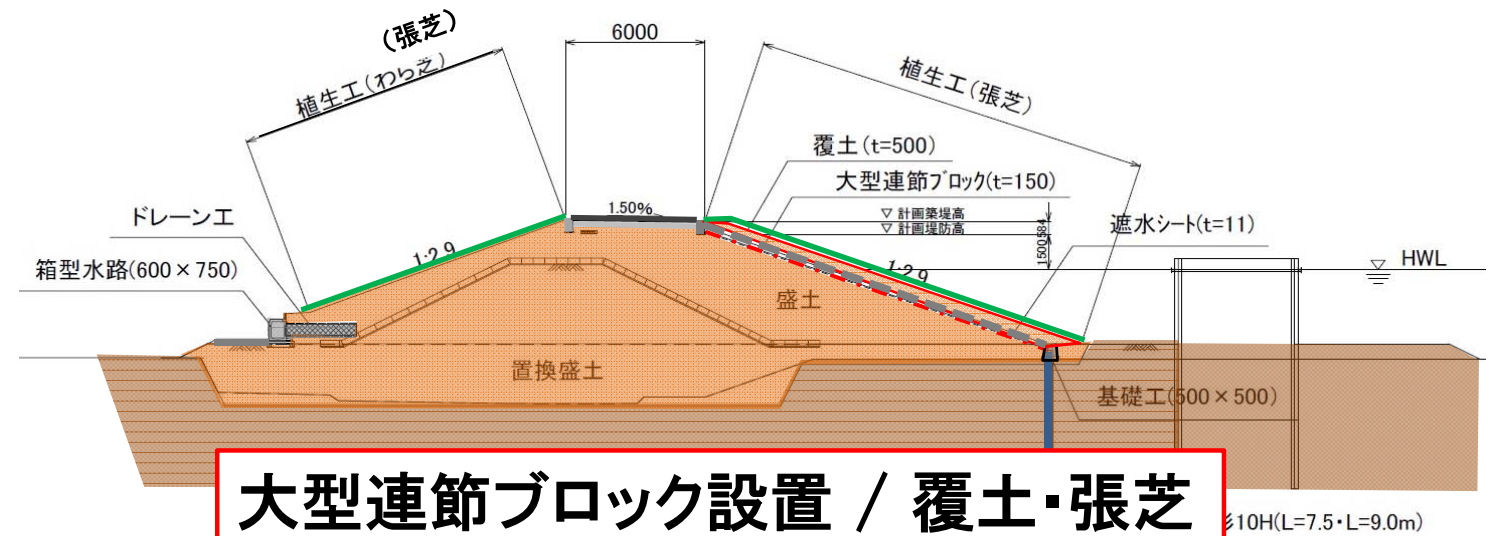 (張芝)
植生工(わら芝)
6000
植生工(張芝)
覆土(t=500)
大型連節ブロック(t=150)
ドレーン工
1.50%
▽ 計画築堤高
▽ 計画堤防高
584
1500
遮水シート(t=11)
箱型水路(600×750)
1:2.9
1:2.9
HWL
盛土
置換盛土
基礎工(500×500)
大型連節ブロック設置 / 覆土・張芝
10H(L=7.5・L=9.0m)